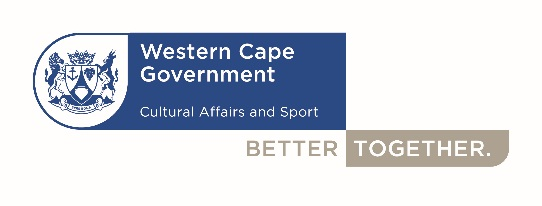 Western Cape
Government
Cultural Affairs and Sport
BETTER TOGETHER.